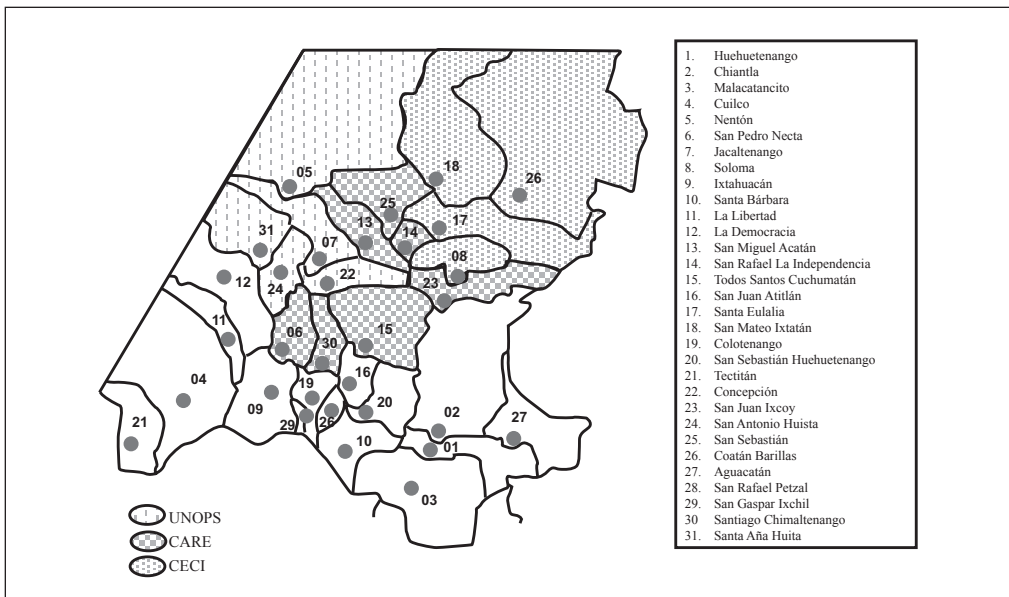 05
18
26
25
17
13
14
31
07
08
12
22
24
23
11
06
15
30
04
16
19
09
20
21
02
27
29
26
10
01
03
UNOPS
CARE
CECI
1. Huehuetenango
2. Chiantla
3. Malacatancito
4. Cuilco
5. Nentón
6. San Pedro Necta
7. Jacaltenango
8. Soloma
9. Ixtahuacán
10. Santa Bárbara
11. La Libertad
12. La Democracia
13. San Miguel Acatán
14. San Rafael La Independencia
15. Todos Santos Cuchumatán
16. San Juan Atitlán
17. Santa Eulalia
18. San Mateo Ixtatán
19. Colotenango
20. San Sebastián Huehuetenango
21. Tectitán
22. Concepción
23. San Juan Ixcoy
24. San Antonio Huista
25. San Sebastián
26. Coatán Barillas
27. Aguacatán
28. San Rafael Petzal
29. San Gaspar Ixchil
30 Santiago Chimaltenango
31. Santa Aña Huita